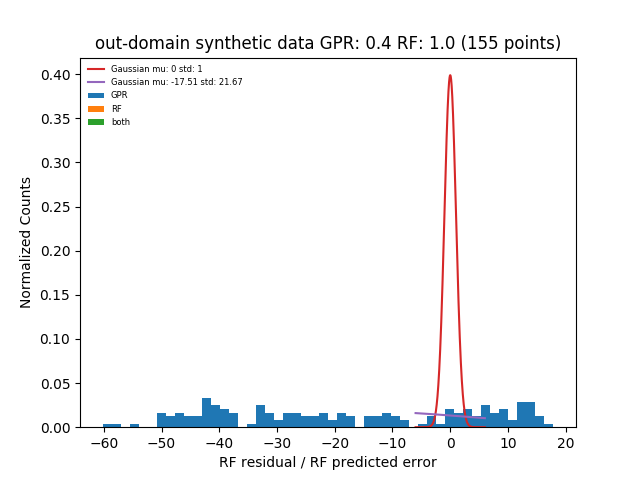 out-domain synthetic data GPR: 0.4 RF: 1.0 (155 points)
Gaussian mu: 0 std: 1
Gaussian mu: -17.51 std: 21.67
GPR
RF
both
Normalized Counts
0.40
0.35
0.30
0.25
0.20
0.15
0.10
0.05
0.00
−60 −50 −40 −30 −20 −10 0 10 20
RF residual / RF predicted error